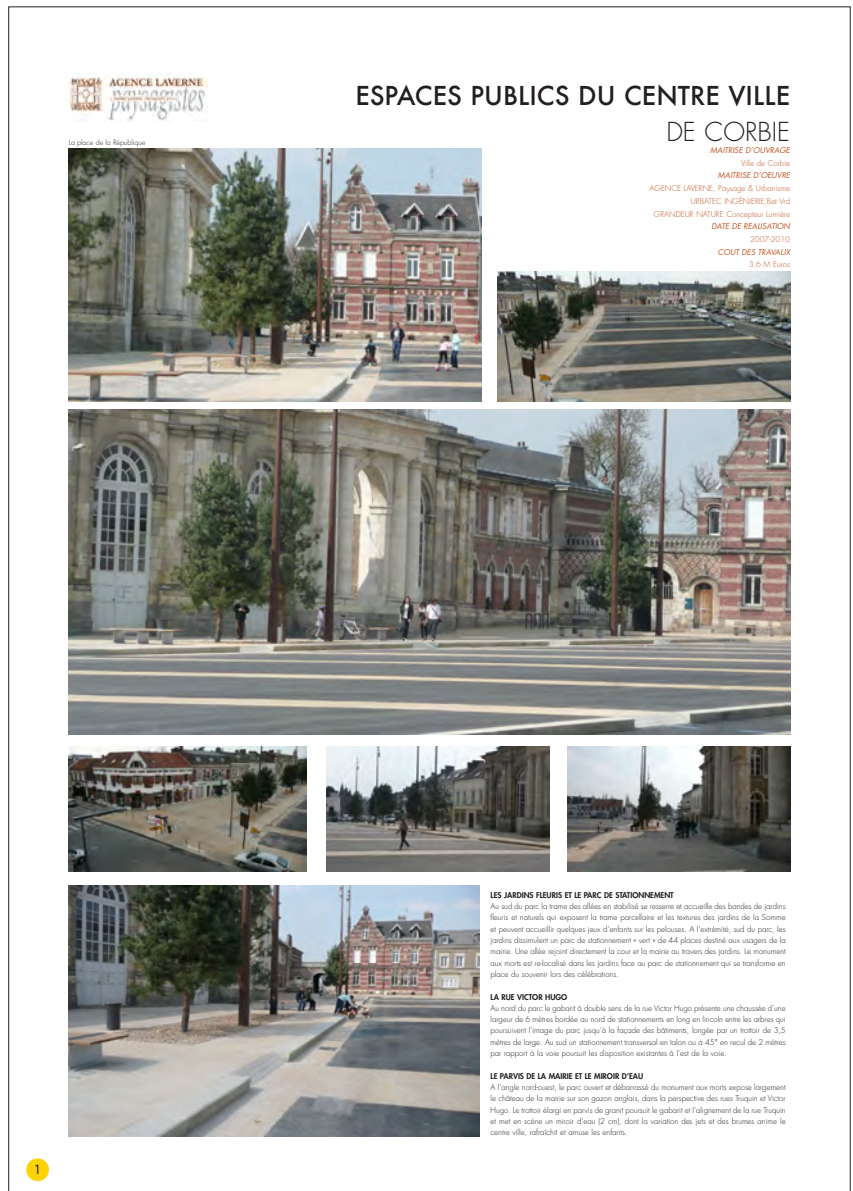 PAYSAGES
URBANISME
AGENCE LAVERNE
paysagistes
ESPACES PUBLICS DU CENTRE VILLE
DE CORBIE
La place de la République
MAITRISE D'OUVRAGE
Ville de Corbie
MAITRISE D'OEUVRE
AGENCE LAVERNE, Paysage & Urbanisme
URBATEC INGÉNIERIE,Bet Vrd
GRANDEUR NATURE Concepteur Lumière
DATE DE REALISATION
2007-2010
COUT DES TRAVAUX
3,6 M Euros
LES JARDINS FLEURIS ET LE PARC DE STATIONNEMENT
Au sud du parc la trame des allées en stabilisé se resserre et accueille des bandes de jardins
fleuris et naturels qui exposent la trame parcellaire et les textures des jardins de la Somme
et peuvent accueillir quelques jeux d'enfants sur les pelouses. A l'extrémité, sud du parc, les
jardins dissimulent un parc de stationnement « vert » de 44 places destiné aux usagers de la
mairie. Une allée rejoint directement la cour et la mairie au travers des jardins. Le monument
aux morts est re-localisé dans les jardins face au parc de stationnement qui se transforme en
place du souvenir lors des célébrations.
LA RUE VICTOR HUGO
Au nord du parc le gabarit à double sens de la rue Victor Hugo présente une chaussée d'une
largeur de 6 mètres bordée au nord de stationnements en long en lincoln entre les arbres qui
poursuivent l'image du parc jusqu'à la façade des bâtiments, longée par un trottoir de 3,5
mètres de large. Au sud un stationnement transversal en talon ou à 45° en recul de 2 mètres
par rapport à la voie poursuit les disposition existantes à l'est de la voie.
LE PARVIS DE LA MAIRIE ET LE MIROIR D'EAU
A l'angle nord-ouest, le parc ouvert et débarrassé du monument aux morts expose largement
le château de la mairie sur son gazon anglais, dans la perspective des rues Truquin et Victor
Hugo. Le trottoir élargi en parvis de granit poursuit le gabarit et l'alignement de la rue Truquin
et met en scène un miroir d'eau (2 cm), dont la variation des jets et des brumes anime le
centre ville, rafraîchit et amuse les enfants.
1